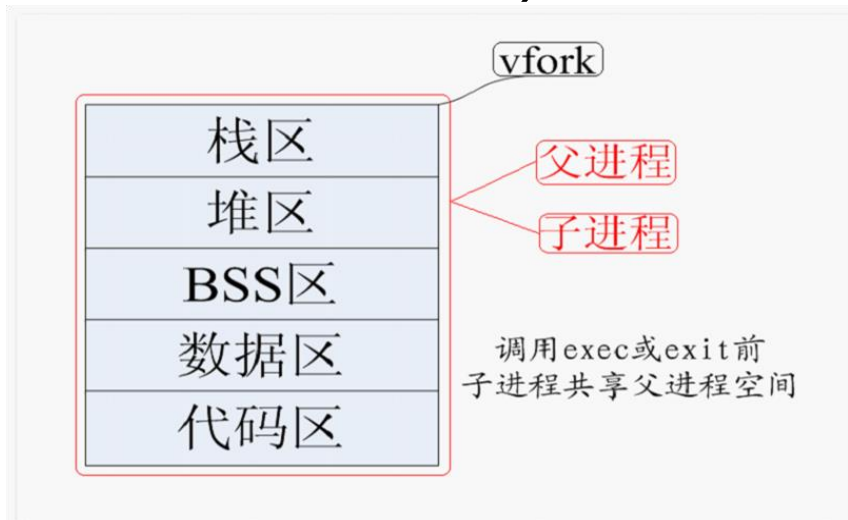 vfork
栈区
父进程
堆区
子进程
BSS区
数据区
调用exec或exit前
子进程共享父进程空间
代码区